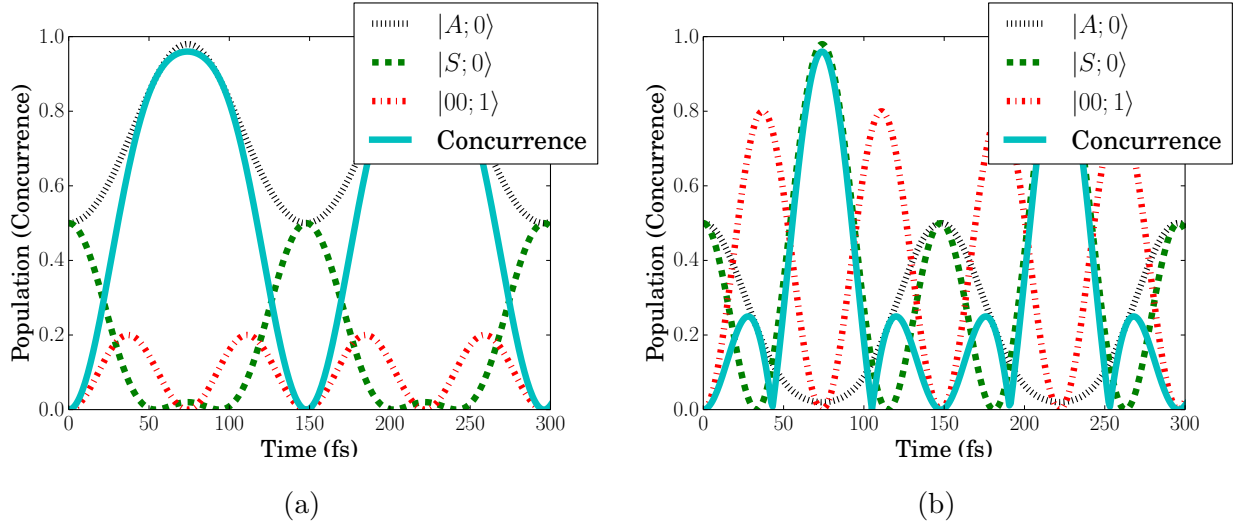 |A; 0⟩
|S; 0⟩
|00; 1⟩
Concurrence
1.0
0.8
0.6
0.4
0.2
0.0
0 50 100 150 200 250 300
Population (Concurrence)
Time (fs)
(a)
|A; 0⟩
|S; 0⟩
|00; 1⟩
Concurrence
1.0
0.8
0.6
0.4
0.2
0.0
0 50 100 150 200 250 300
Population (Concurrence)
Time (fs)
(b)